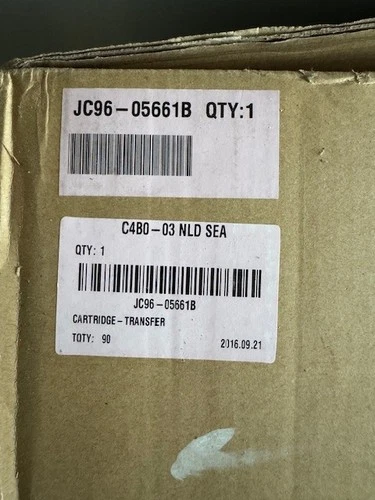 JC96-05661B QTY:1
C4B0-03 NLD SEA
QTY: 1
JC96-05661B
CARTRIDGE-TRANSFER
TQTY: 90 2016.09.21